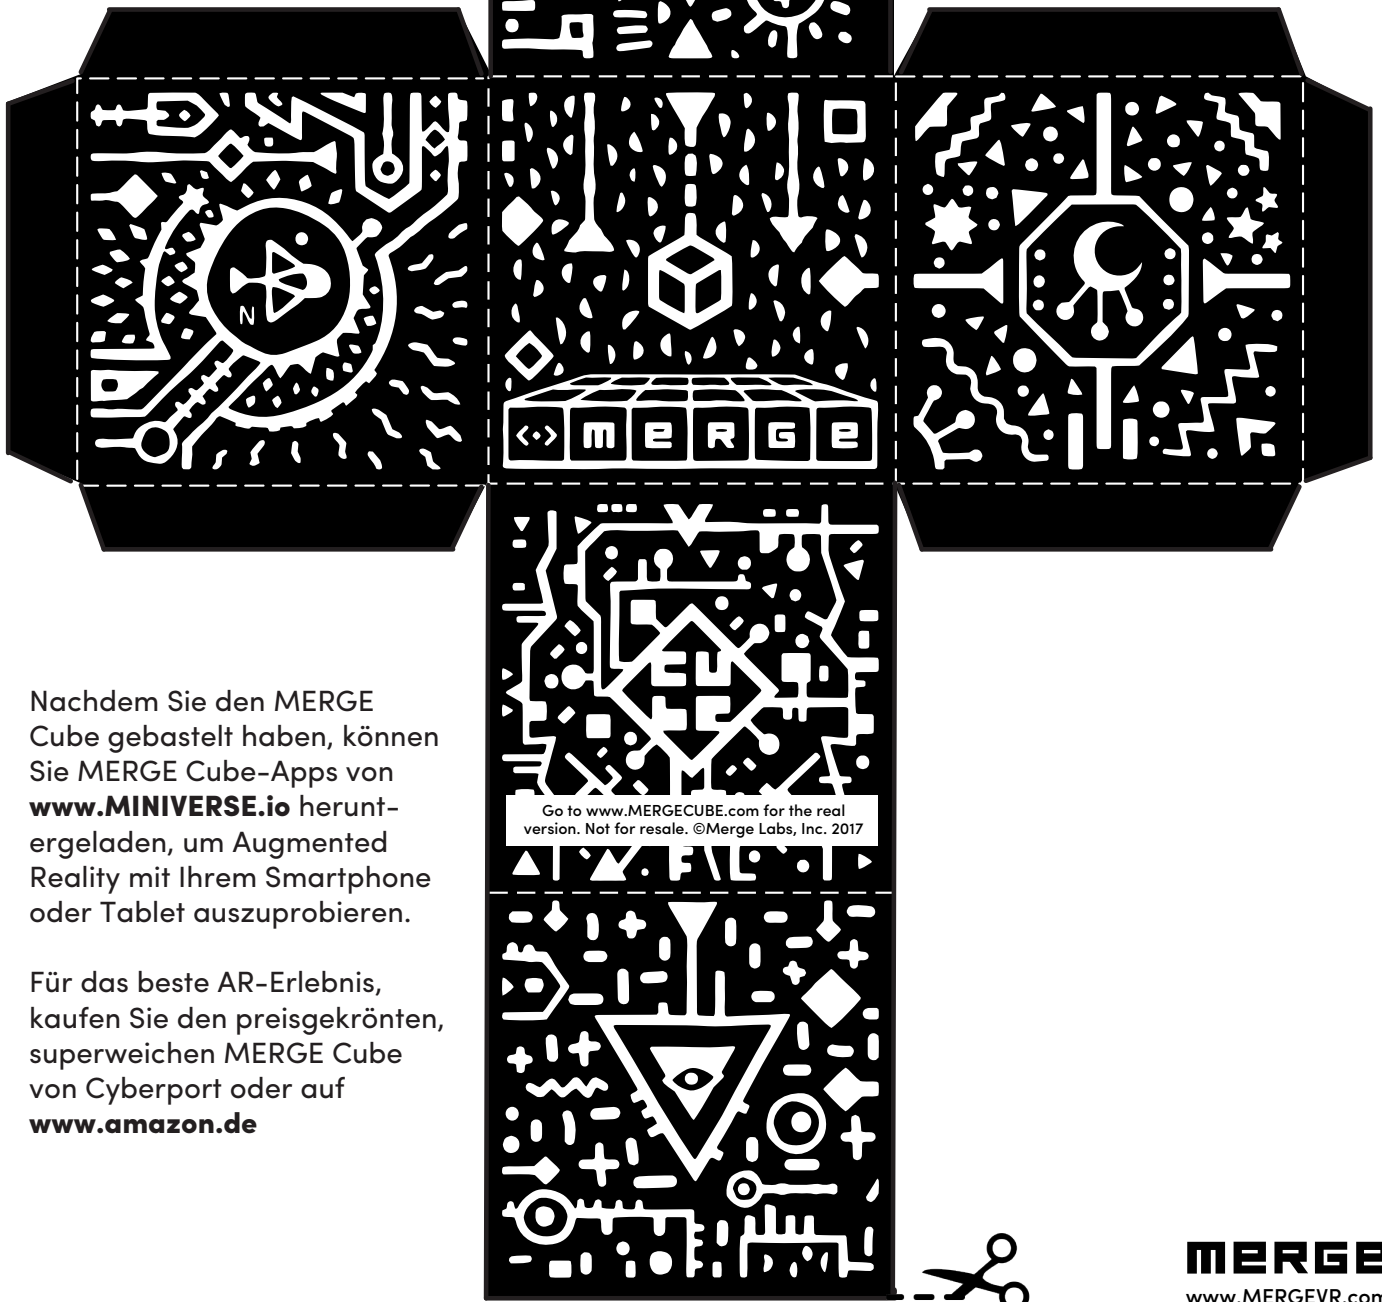 N
merge
CUBE
Go to www.MERGECUBE.com for the real
version. Not for resale. ©Merge Labs, Inc. 2017
Nachdem Sie den MERGE
Cube gebastelt haben, können
Sie MERGE Cube-Apps von
www.MINIVERSE.io herunt-
ergeladen, um Augmented
Reality mit Ihrem Smartphone
oder Tablet auszuprobieren.
Für das beste AR-Erlebnis,
kaufen Sie den preisgekrönten,
superweichen MERGE Cube
von Cyberport oder auf
www.amazon.de
merge
www.MERGEVR.com